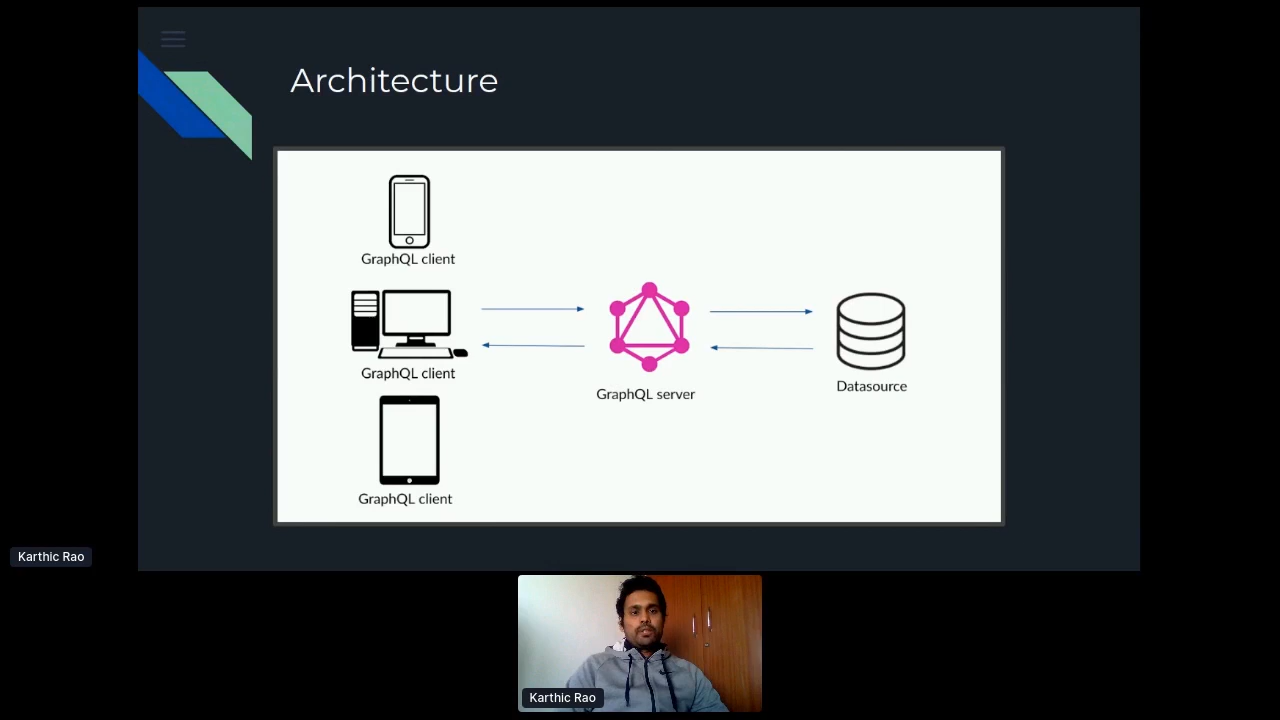 Architecture
GraphQL client
GraphQL client
GraphQL server
Datasource
GraphQL client
Karthic Rao
Karthic Rao